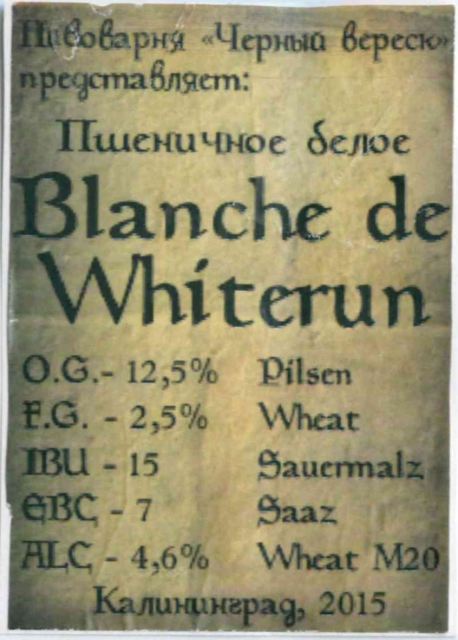 Пивоварня «Черный вереск»
представляет:
Пшеничное белое
Blanche de
Whiterun
O.G.- 12,5% Pilsen
F.G. - 2,5% Wheat
IBU - 15 Sauermalz
EBC - 7 Saaz
ALC - 4,6% Wheat M20
Калининград, 2015